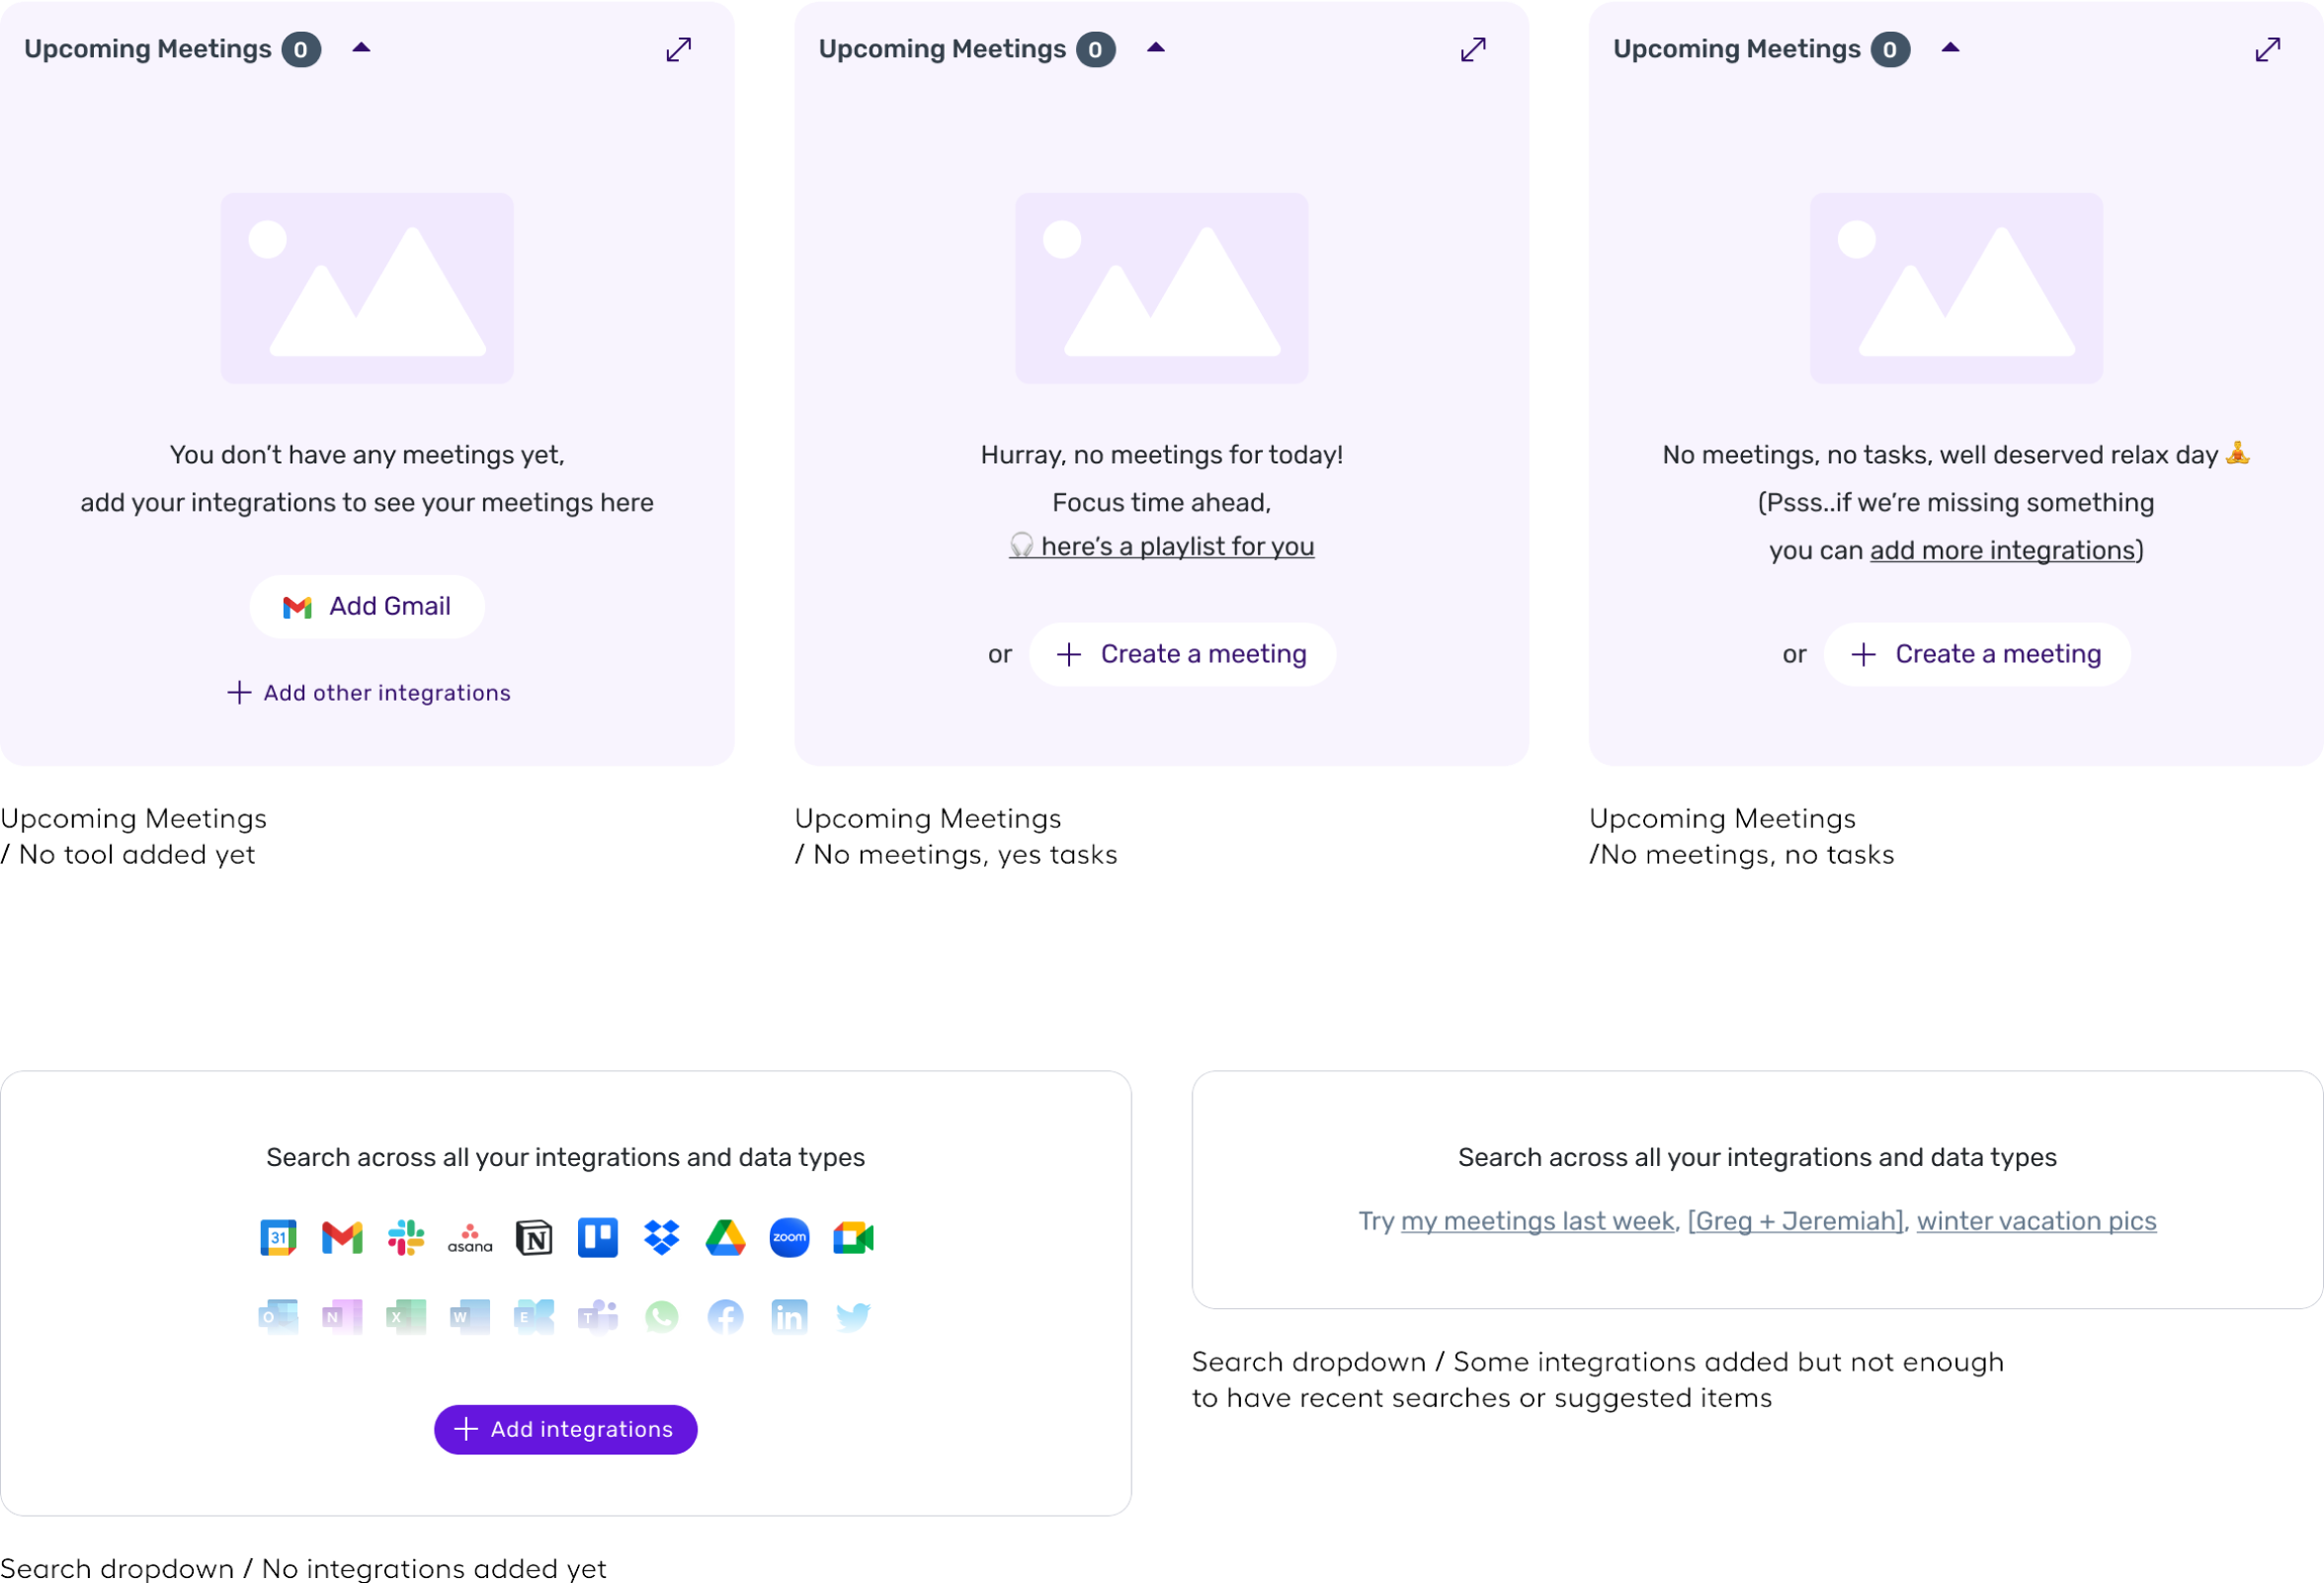 Upcoming Meetings 0
You don’t have any meetings yet,
add your integrations to see your meetings here
Add Gmail
+ Add other integrations
Upcoming Meetings
/ No tool added yet
Upcoming Meetings 0
Hurray, no meetings for today!
Focus time ahead,
🎧 here’s a playlist for you
or + Create a meeting
Upcoming Meetings
/ No meetings, yes tasks
Upcoming Meetings 0
No meetings, no tasks, well deserved relax day 🧘
(Psss..if we’re missing something
you can add more integrations)
or + Create a meeting
Upcoming Meetings
/No meetings, no tasks
Search across all your integrations and data types
31 asana N zoom
O N X W E T f in
+ Add integrations
Search dropdown / No integrations added yet
Search across all your integrations and data types
Try my meetings last week, [Greg + Jeremiah], winter vacation pics
Search dropdown / Some integrations added but not enough
to have recent searches or suggested items